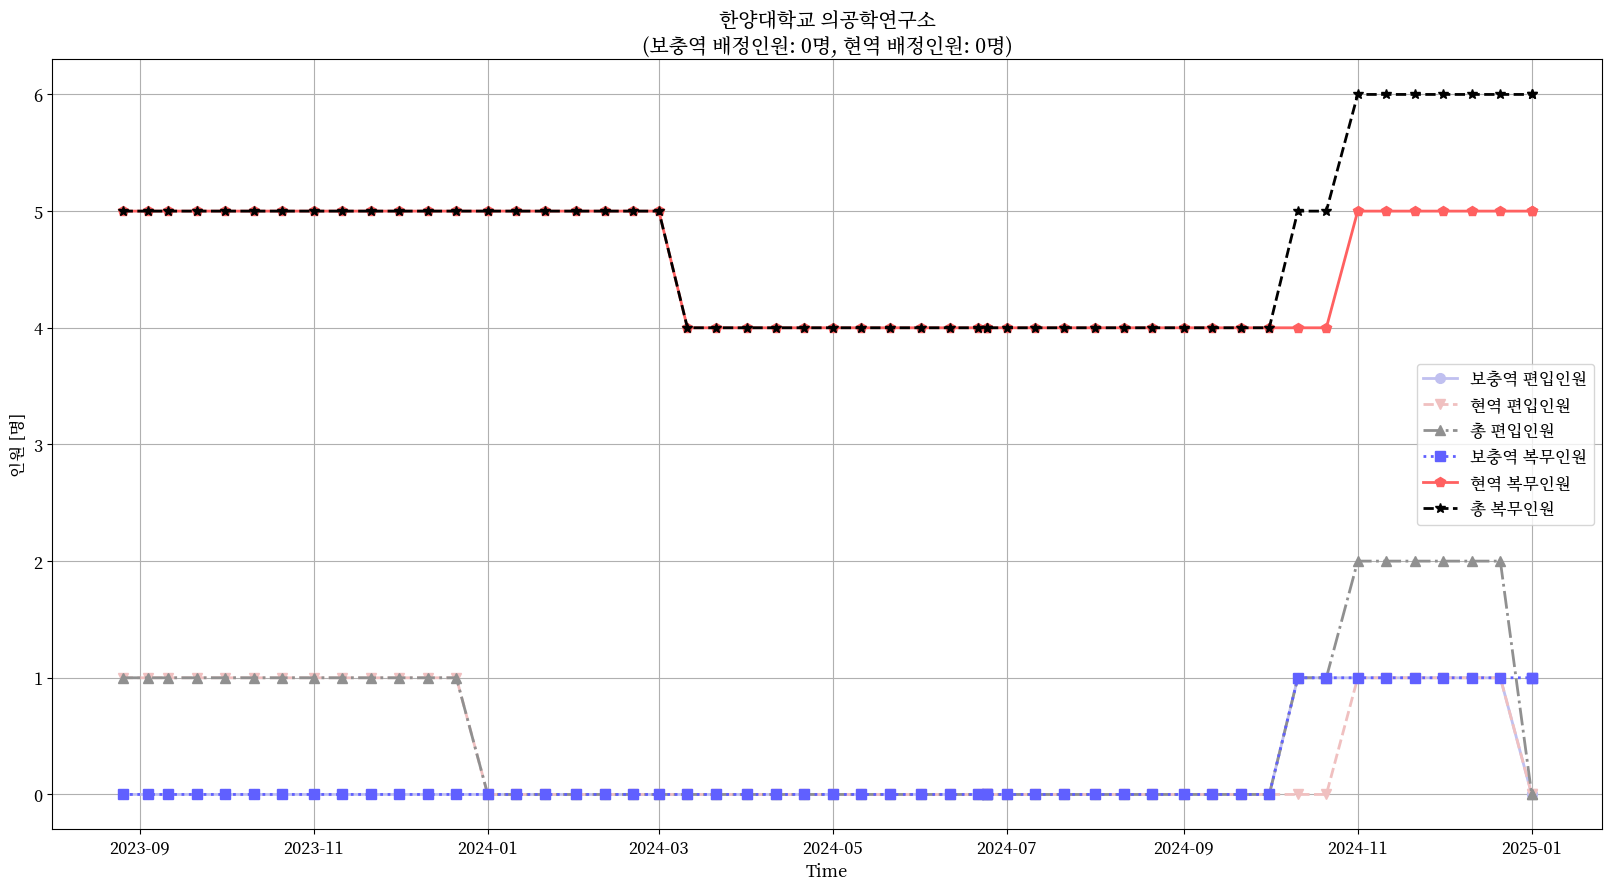 한양대학교 의공학연구소
(보충역 배정인원: 0명, 현역 배정인원: 0명)
인원 [명]
6
5
4
3
2
1
0
보충역 편입인원
현역 편입인원
총 편입인원
보충역 복무인원
현역 복무인원
총 복무인원
2023-09
2023-11
2024-01
2024-03
2024-05
2024-07
2024-09
2024-11
2025-01
Time